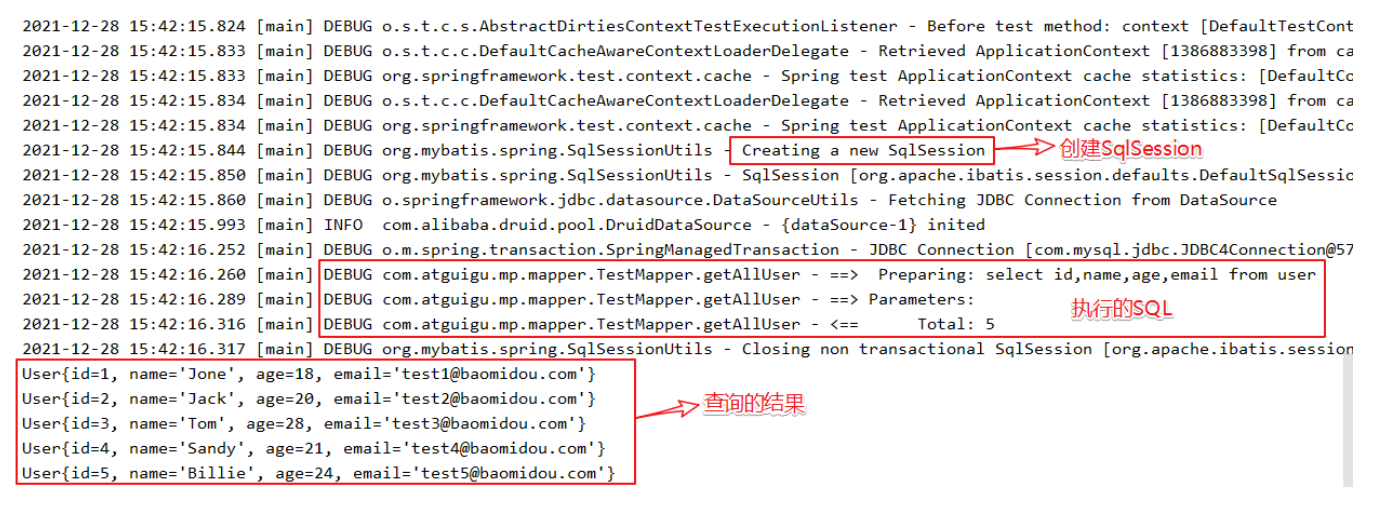 2021-12-28 15:42:15.824 [main] DEBUG o.s.t.c.s.AbstractDirtiesContextTestExecutionListener - Before test method: context [DefaultTestCont
2021-12-28 15:42:15.833 [main] DEBUG o.s.t.c.c.DefaultCacheAwareContextLoaderDelegate - Retrieved ApplicationContext [1386883398] from ca
2021-12-28 15:42:15.833 [main] DEBUG org.springframework.test.context.cache - Spring test ApplicationContext cache statistics: [DefaultCo
2021-12-28 15:42:15.834 [main] DEBUG o.s.t.c.c.DefaultCacheAwareContextLoaderDelegate - Retrieved ApplicationContext [1386883398] from ca
2021-12-28 15:42:15.834 [main] DEBUG org.springframework.test.context.cache - Spring test ApplicationContext cache statistics: [DefaultCo
2021-12-28 15:42:15.844 [main] DEBUG org.mybatis.spring.SqlSessionUtils - Creating a new SqlSession 创建SqlSession
2021-12-28 15:42:15.850 [main] DEBUG org.mybatis.spring.SqlSessionUtils - SqlSession [org.apache.ibatis.session.defaults.DefaultSqlSessio
2021-12-28 15:42:15.860 [main] DEBUG o.springframework.jdbc.datasource.DataSourceUtils - Fetching JDBC Connection from DataSource
2021-12-28 15:42:15.993 [main] INFO  com.alibaba.druid.pool.DruidDataSource - {dataSource-1} inited
2021-12-28 15:42:16.252 [main] DEBUG o.m.spring.transaction.SpringManagedTransaction - JDBC Connection [com.mysql.jdbc.JDBC4Connection@57
2021-12-28 15:42:16.260 [main] DEBUG com.atguigu.mp.mapper.TestMapper.getAllUser - ==>  Preparing: select id,name,age,email from user
2021-12-28 15:42:16.289 [main] DEBUG com.atguigu.mp.mapper.TestMapper.getAllUser - ==> Parameters:
执行的SQL
2021-12-28 15:42:16.316 [main] DEBUG com.atguigu.mp.mapper.TestMapper.getAllUser - <==      Total: 5
2021-12-28 15:42:16.317 [main] DEBUG org.mybatis.spring.SqlSessionUtils - Closing non transactional SqlSession [org.apache.ibatis.session
User{id=1, name='Jone', age=18, email='test1@baomidou.com'}
User{id=2, name='Jack', age=20, email='test2@baomidou.com'}
查询的结果
User{id=3, name='Tom', age=28, email='test3@baomidou.com'}
User{id=4, name='Sandy', age=21, email='test4@baomidou.com'}
User{id=5, name='Billie', age=24, email='test5@baomidou.com'}